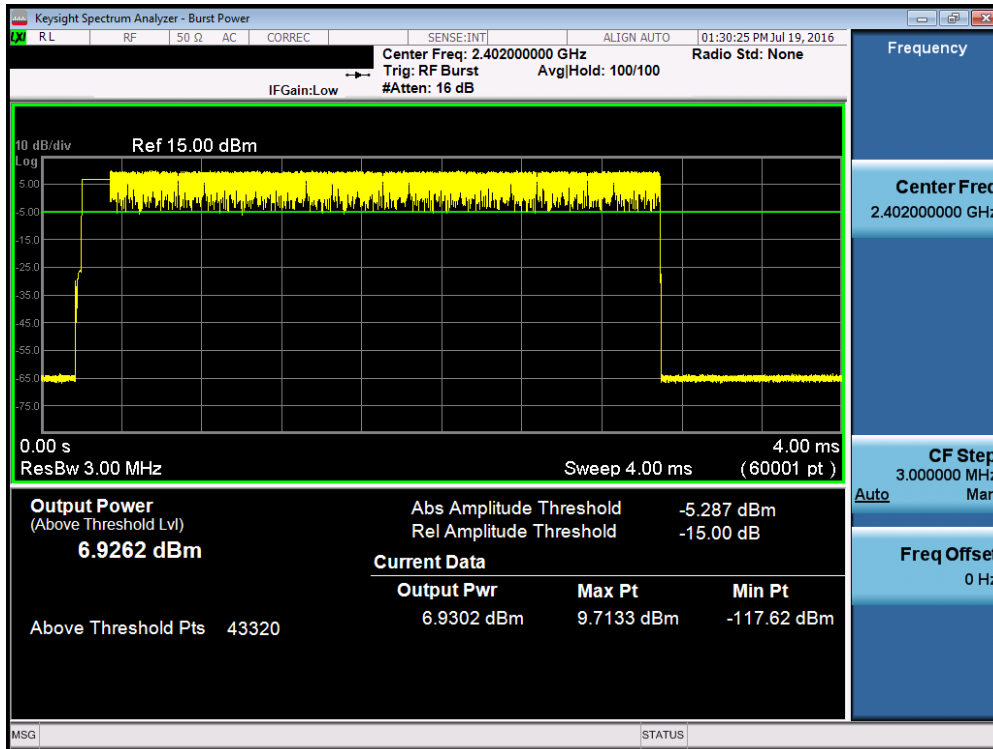 Keysight Spectrum Analyzer - Burst Power
LXI RL RF 50 Ω AC CORREC SENSE:INT ALIGN AUTO 01:30:25 PM Jul 19, 2016
Center Freq: 2.402000000 GHz Radio Std: None
Trig: RF Burst Avg|Hold: 100/100
IFGain:Low #Atten: 16 dB
10 dB/div Ref 15.00 dBm
Log
5.00
-5.00
-15.0
-25.0
-35.0
-45.0
-55.0
-65.0
-75.0
0.00 s 4.00 ms
ResBw 3.00 MHz Sweep 4.00 ms (60001 pt)
Output Power
(Above Threshold Lvl)
6.9262 dBm
Above Threshold Pts 43320
Abs Amplitude Threshold -5.287 dBm
Rel Amplitude Threshold -15.00 dB
Current Data
Output Pwr Max Pt Min Pt
6.9302 dBm 9.7133 dBm -117.62 dBm
MSG STATUS
Frequency
Center Freq
2.402000000 GHz
CF Step
3.000000 MHz
Auto Man
Freq Offset
0 Hz